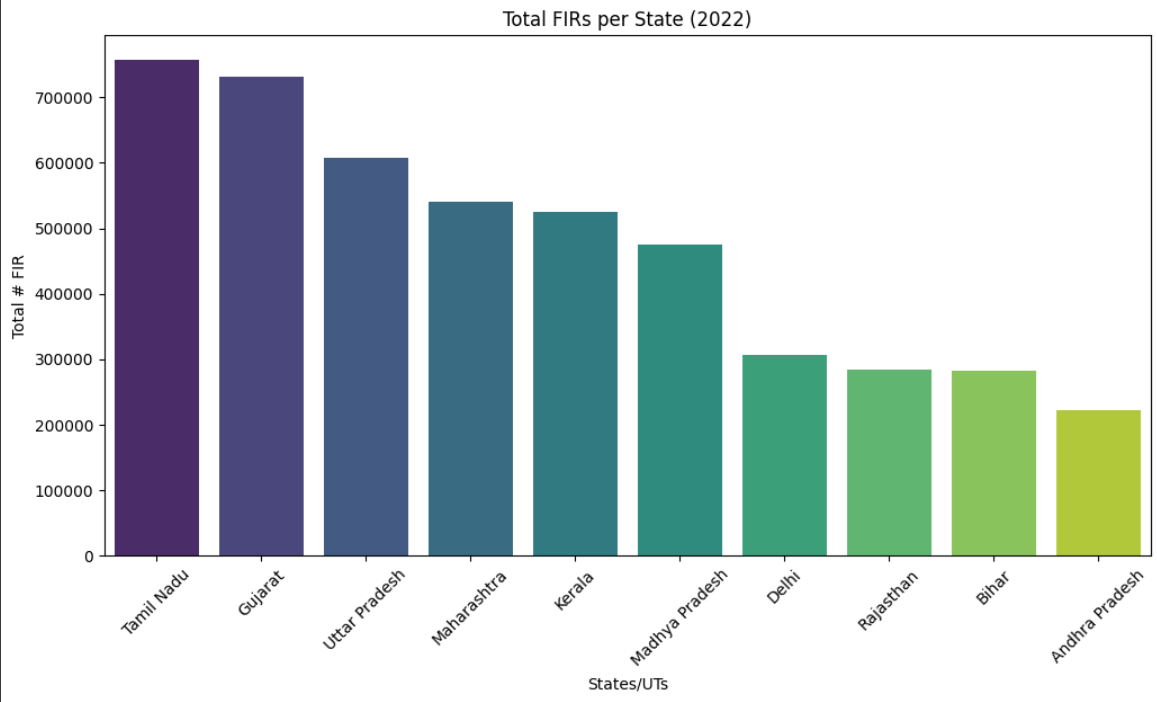 Total FIRs per State (2022)
Total # FIR
700000
600000
500000
400000
300000
200000
100000
0
Tamil Nadu
Gujarat
Uttar Pradesh
Maharashtra
Kerala
Madhya Pradesh
Delhi
Rajasthan
Bihar
Andhra Pradesh
States/UTs